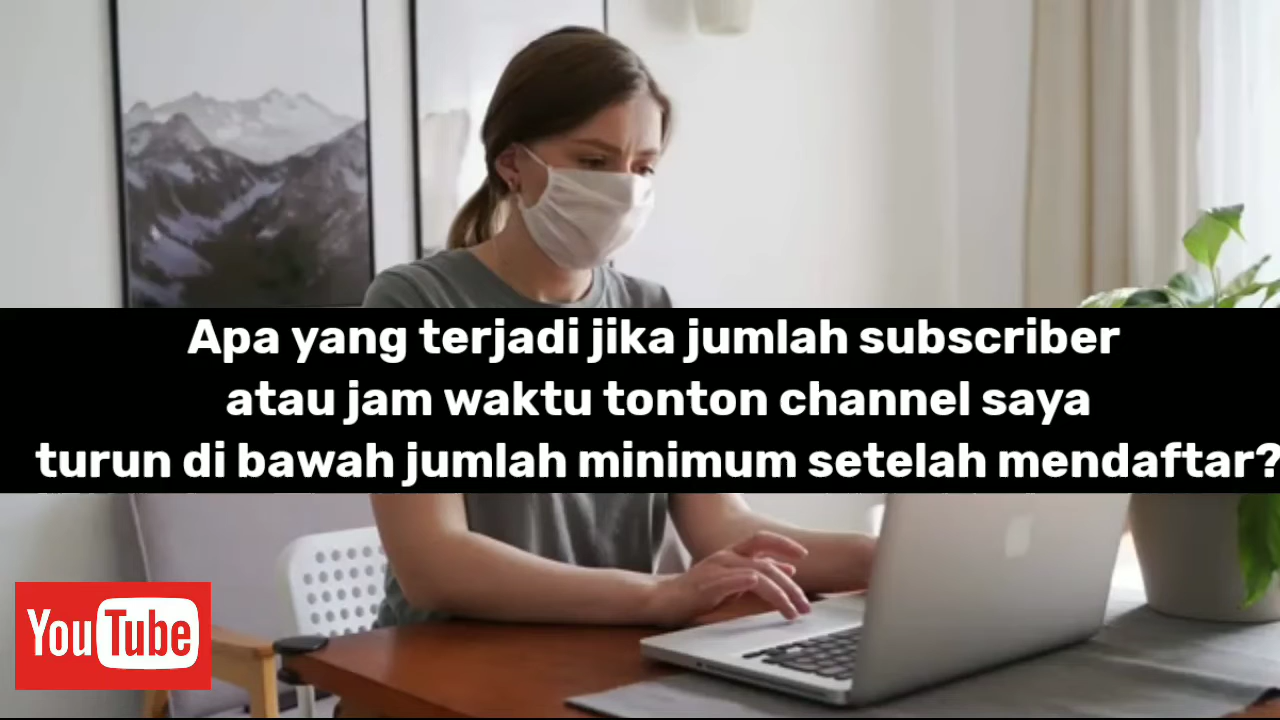 Apa yang terjadi jika jumlah subscriber
atau jam waktu tonton channel saya
turun di bawah jumlah minimum setelah mendaftar?
YouTube